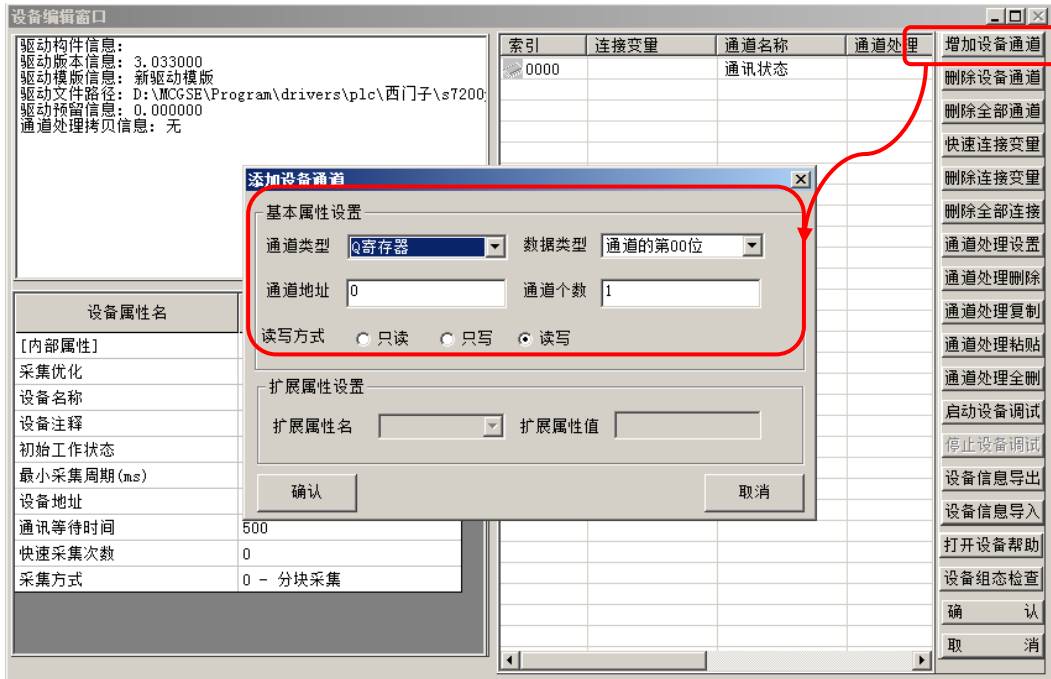 设备编辑窗口
驱动构件信息:
驱动版本信息: 3.033000
驱动模版信息: 新驱动模版
驱动文件路径: D:\MCGSE\Program\drivers\plc\西门子\s7200
驱动预留信息: 0.000000
通道处理拷贝信息: 无
索引 连接变量 通道名称 通道处理
0000 通讯状态
增加设备通道
删除设备通道
删除全部通道
快速连接变量
删除连接变量
删除全部连接
通道处理设置
通道处理删除
通道处理复制
通道处理粘贴
通道处理全删
启动设备调试
停止设备调试
设备信息导出
设备信息导入
打开设备帮助
设备组态检查
确 认
取 消
添加设备通道
基本属性设置
通道类型 Q寄存器 数据类型 通道的第00位
通道地址 0 通道个数 1
读写方式 只读 只写 读写
扩展属性设置
扩展属性名 扩展属性值
确认 取消
设备属性名
[内部属性]
采集优化
设备名称
设备注释
初始工作状态
最小采集周期(ms)
设备地址
通讯等待时间 500
快速采集次数 0
采集方式 0 - 分块采集